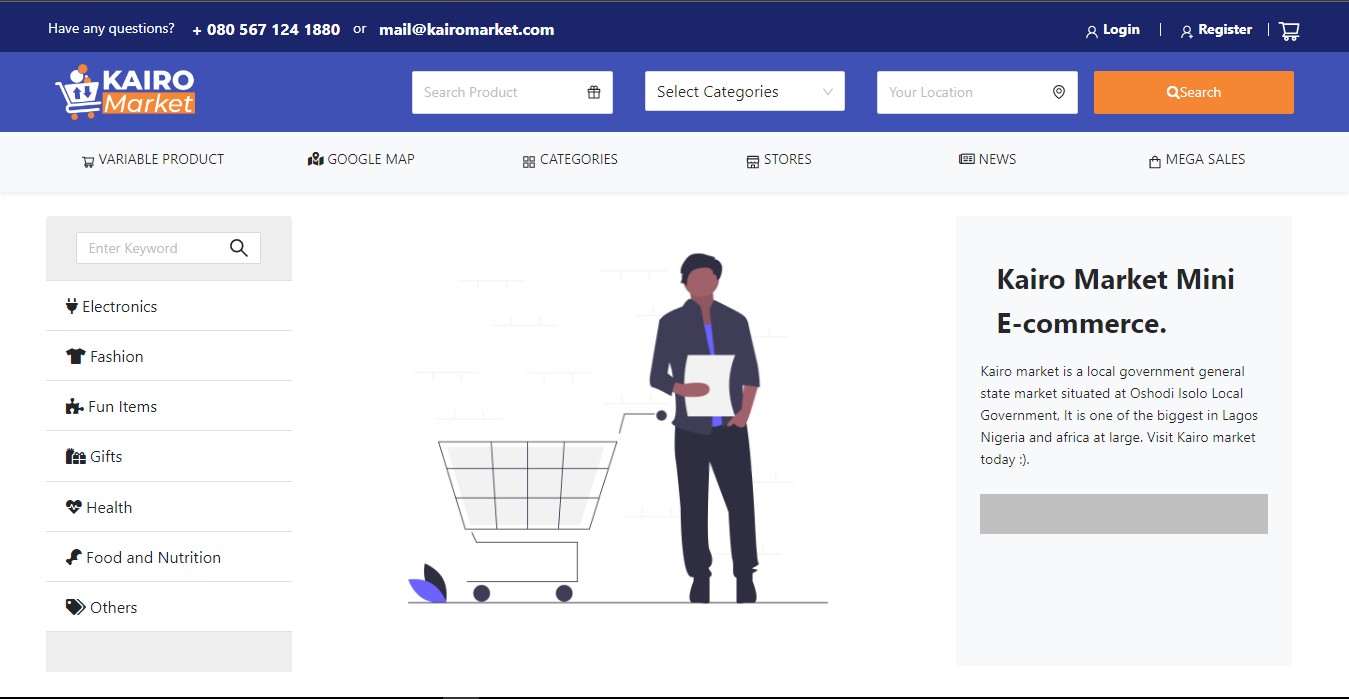 Have any questions? + 080 567 124 1880 or mail@kairomarket.com
Login | Register |
KAIRO
Market
Search Product
Select Categories
Your Location
Search
VARIABLE PRODUCT
GOOGLE MAP
CATEGORIES
STORES
NEWS
MEGA SALES
Enter Keyword
Electronics
Fashion
Fun Items
Gifts
Health
Food and Nutrition
Others
Kairo Market Mini
E-commerce.
Kairo market is a local government general
state market situated at Oshodi Isolo Local
Government, It is one of the biggest in Lagos
Nigeria and africa at large. Visit Kairo market
today :).